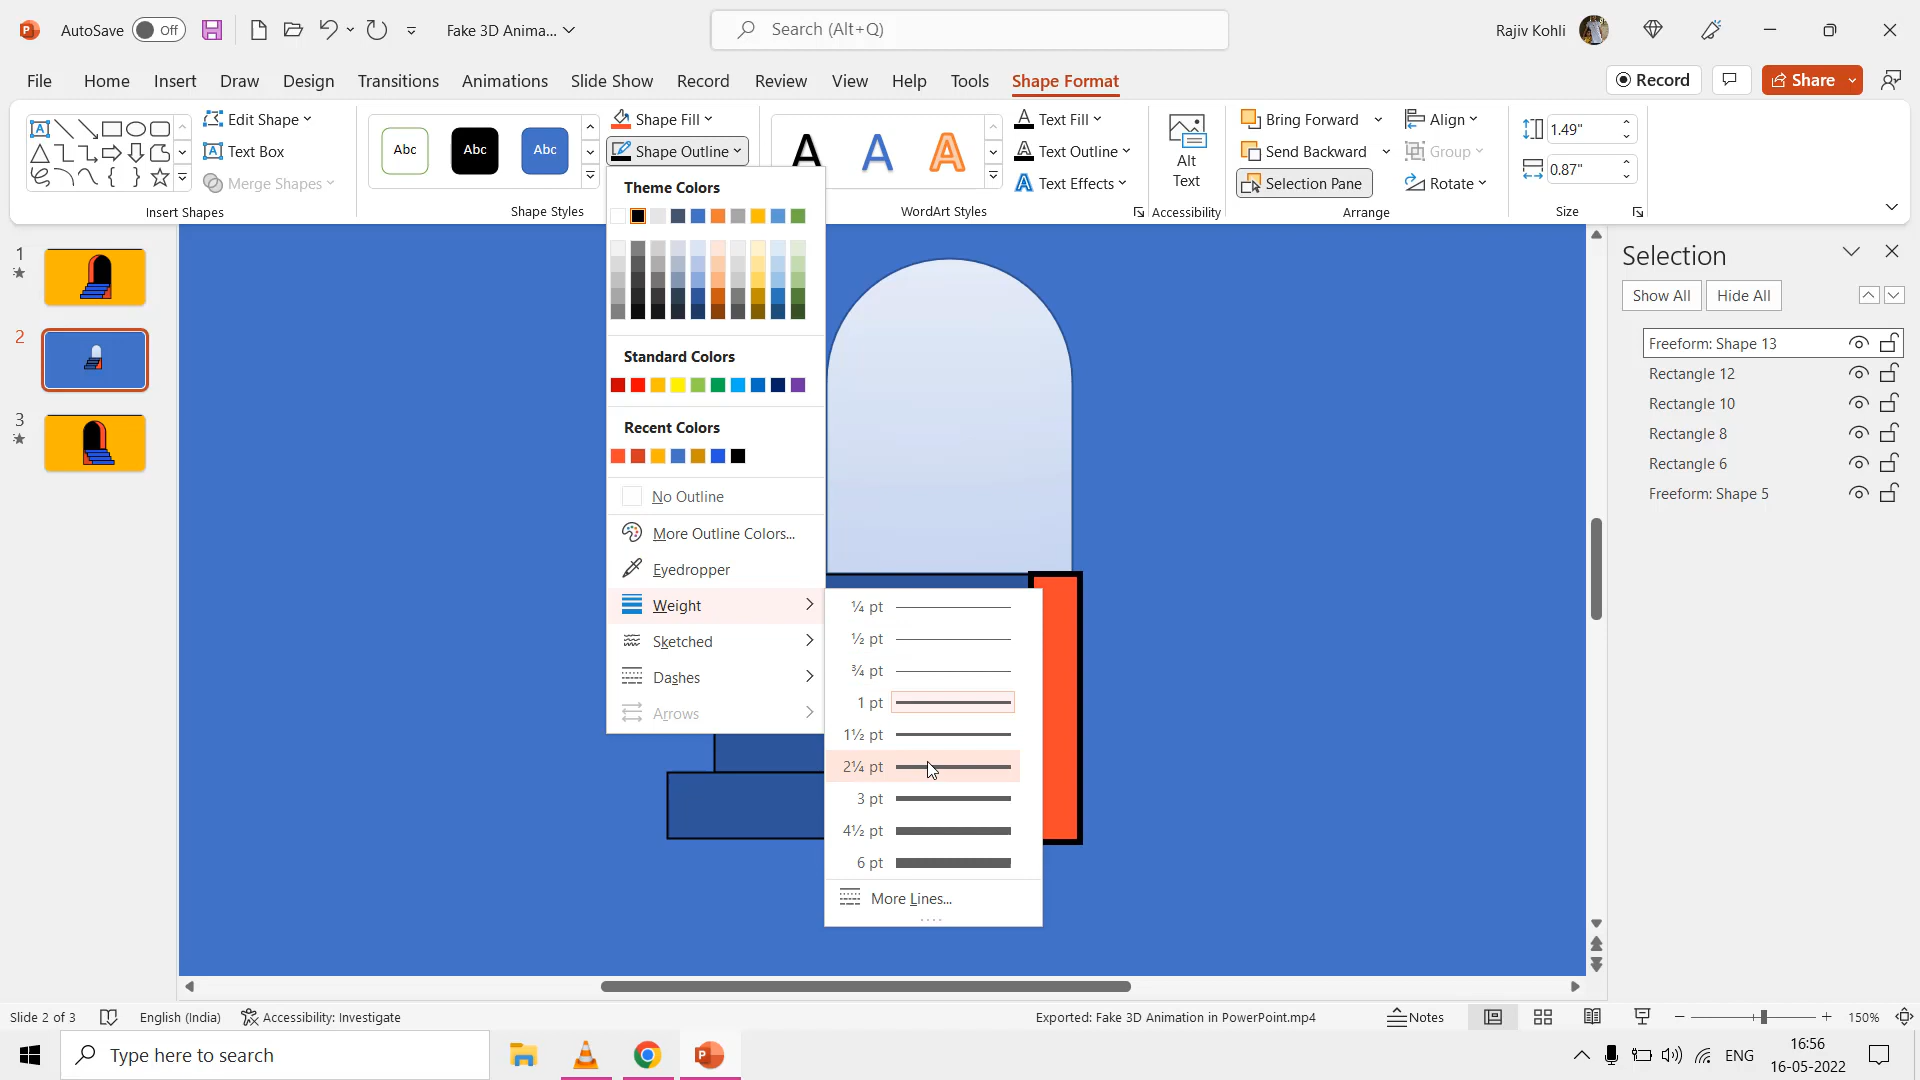 AutoSave Off Fake 3D Anima... Search (Alt+Q) Rajiv Kohli
File Home Insert Draw Design Transitions Animations Slide Show Record Review View Help Tools Shape Format Record Share
Edit Shape
Text Box
Merge Shapes
Insert Shapes
Abc Abc Abc
Shape Styles
Shape Fill
Shape Outline
A A A
WordArt Styles
Text Fill
Text Outline
Text Effects
Alt
Text
Accessibility
Bring Forward
Send Backward
Selection Pane
Align
Group
Rotate
Arrange
1.49"
0.87"
Size
Theme Colors
Standard Colors
Recent Colors
No Outline
More Outline Colors...
Eyedropper
Weight
Sketched
Dashes
Arrows
¼ pt
½ pt
¾ pt
1 pt
1½ pt
2¼ pt
3 pt
4½ pt
6 pt
More Lines...
1
2
3
Selection
Show All Hide All
Freeform: Shape 13
Rectangle 12
Rectangle 10
Rectangle 8
Rectangle 6
Freeform: Shape 5
Slide 2 of 3 English (India) Accessibility: Investigate Exported: Fake 3D Animation in PowerPoint.mp4 Notes 150%
Type here to search
ENG
16:56
16-05-2022